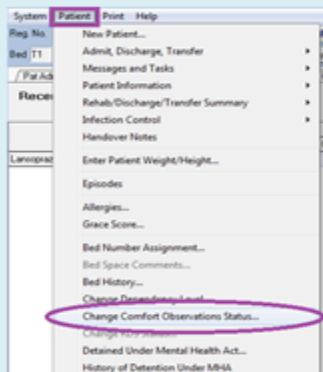 System Patient Print Help
Reg. No.
New Patient...
Bed T1
Admit, Discharge, Transfer
Messages and Tasks
Patient Information
Rehab/Discharge/Transfer Summary
Infection Control
Handover Notes
Enter Patient Weight/Height...
Episodes
Allergies...
Grace Score...
Bed Number Assignment...
Bed Space Comments...
Bed History...
Change Dependency Level
Change Comfort Observations Status...
Detained Under Mental Health Act...
History of Detention Under MHA